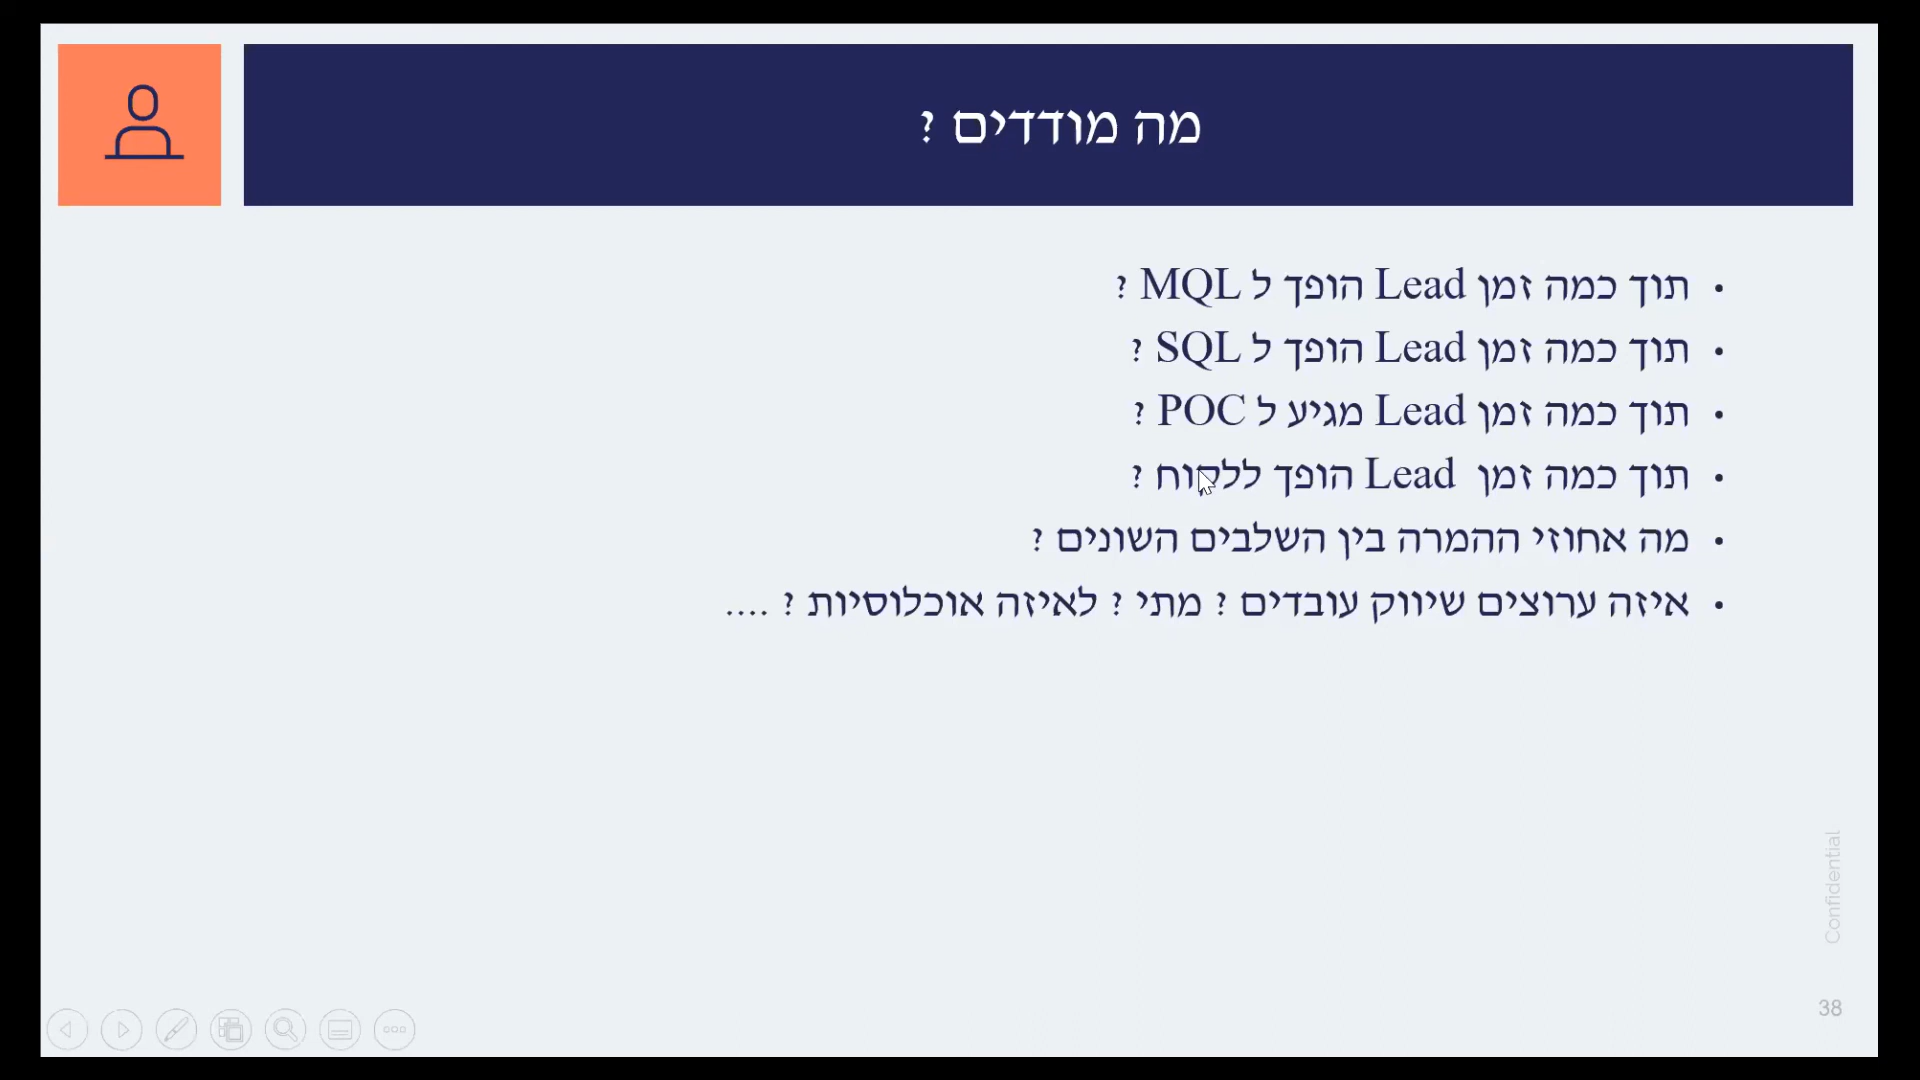 מה מודדים ?
• תוך כמה זמן Lead הופך ל MQL ?
• תוך כמה זמן Lead הופך ל SQL ?
• תוך כמה זמן Lead מגיע ל POC ?
• תוך כמה זמן Lead הופך ללקוח ?
• מה אחוזי ההמרה בין השלבים השונים ?
• איזה ערוצים שיווק עובדים ? מתי ? לאיזה אוכלוסיות ? ....
Confidential
38